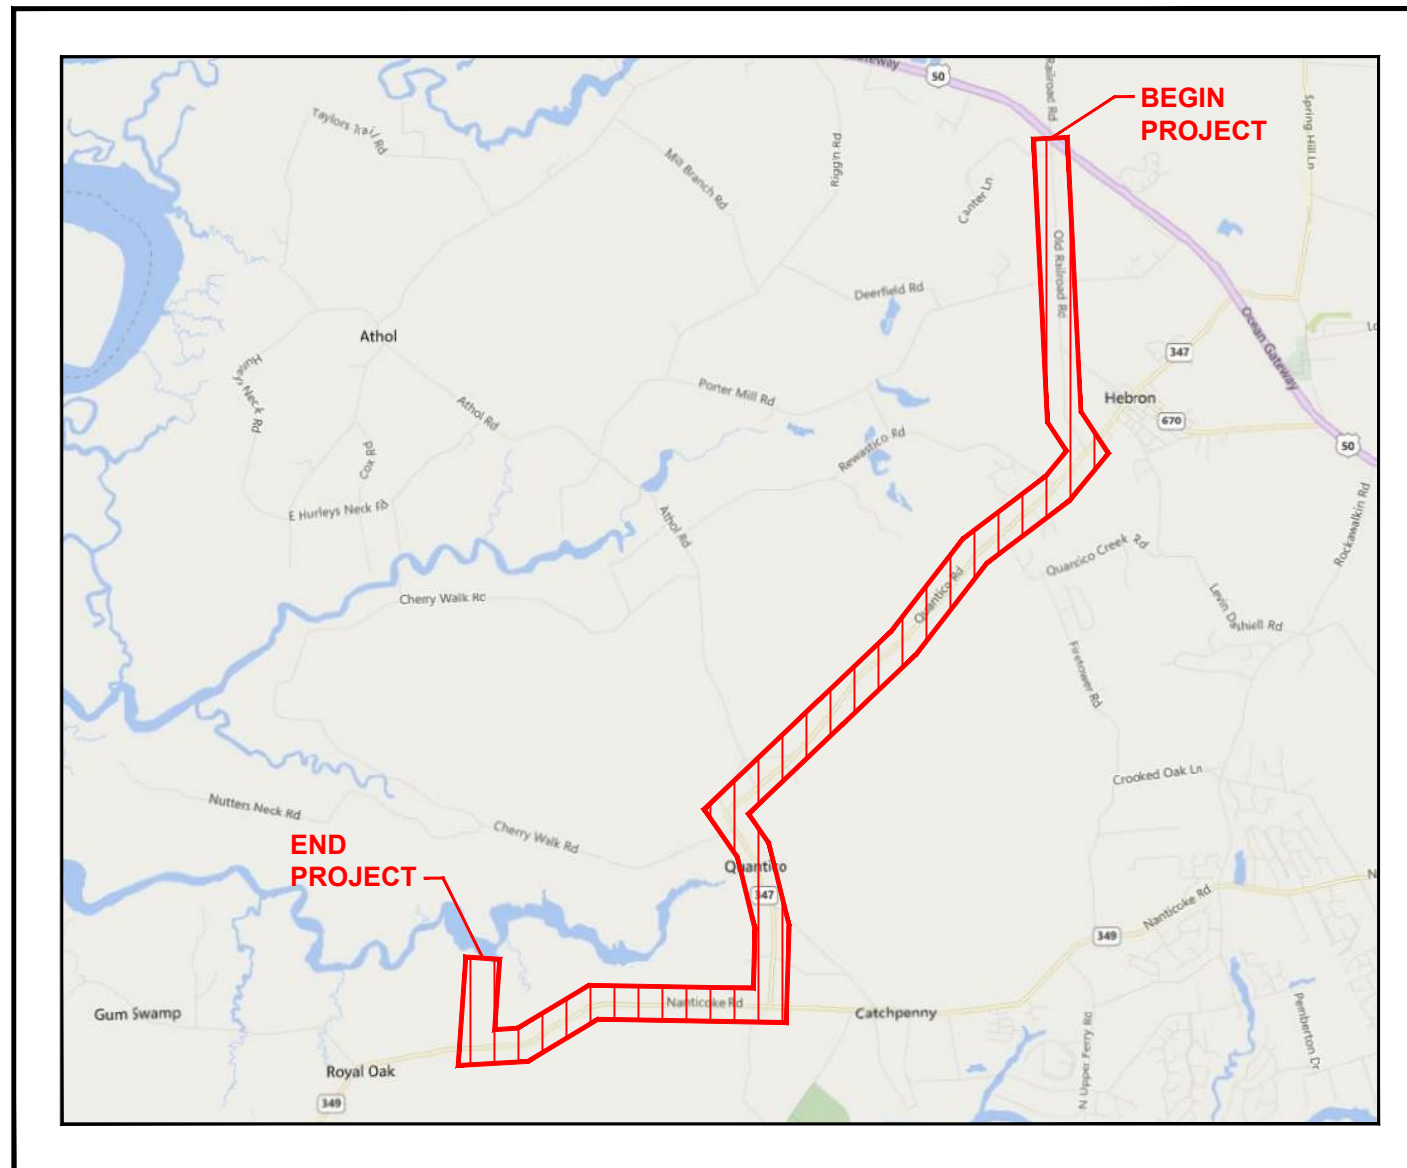 Gateway
50
Railroad Rd
BEGIN
PROJECT
Spring Hill Ln
Taylors Trail Rd
Mill Branch Rd
Riggin Rd
Canter Ln
Old Railroad Rd
Deerfield Rd
Ocean Gateway
Athol
347
Hurleys Neck Rd
Porter Mill Rd
Hebron
670
Athol Rd
Cox Rd
Rewastico Rd
50
E Hurleys Neck Rd
Athol Rd
Rockawalkin Rd
Quantico Creek Rd
Cherry Walk Rd
Quantico Rd
Levin Dashiell Rd
Firetower Rd
Crooked Oak Ln
Nutters Neck Rd
Cherry Walk Rd
END
PROJECT
Quantico
347
Nanticoke Rd
349
Gum Swamp
Nanticoke Rd
Catchpenny
Pemberton Dr
N Upper Ferry Rd
Royal Oak
349